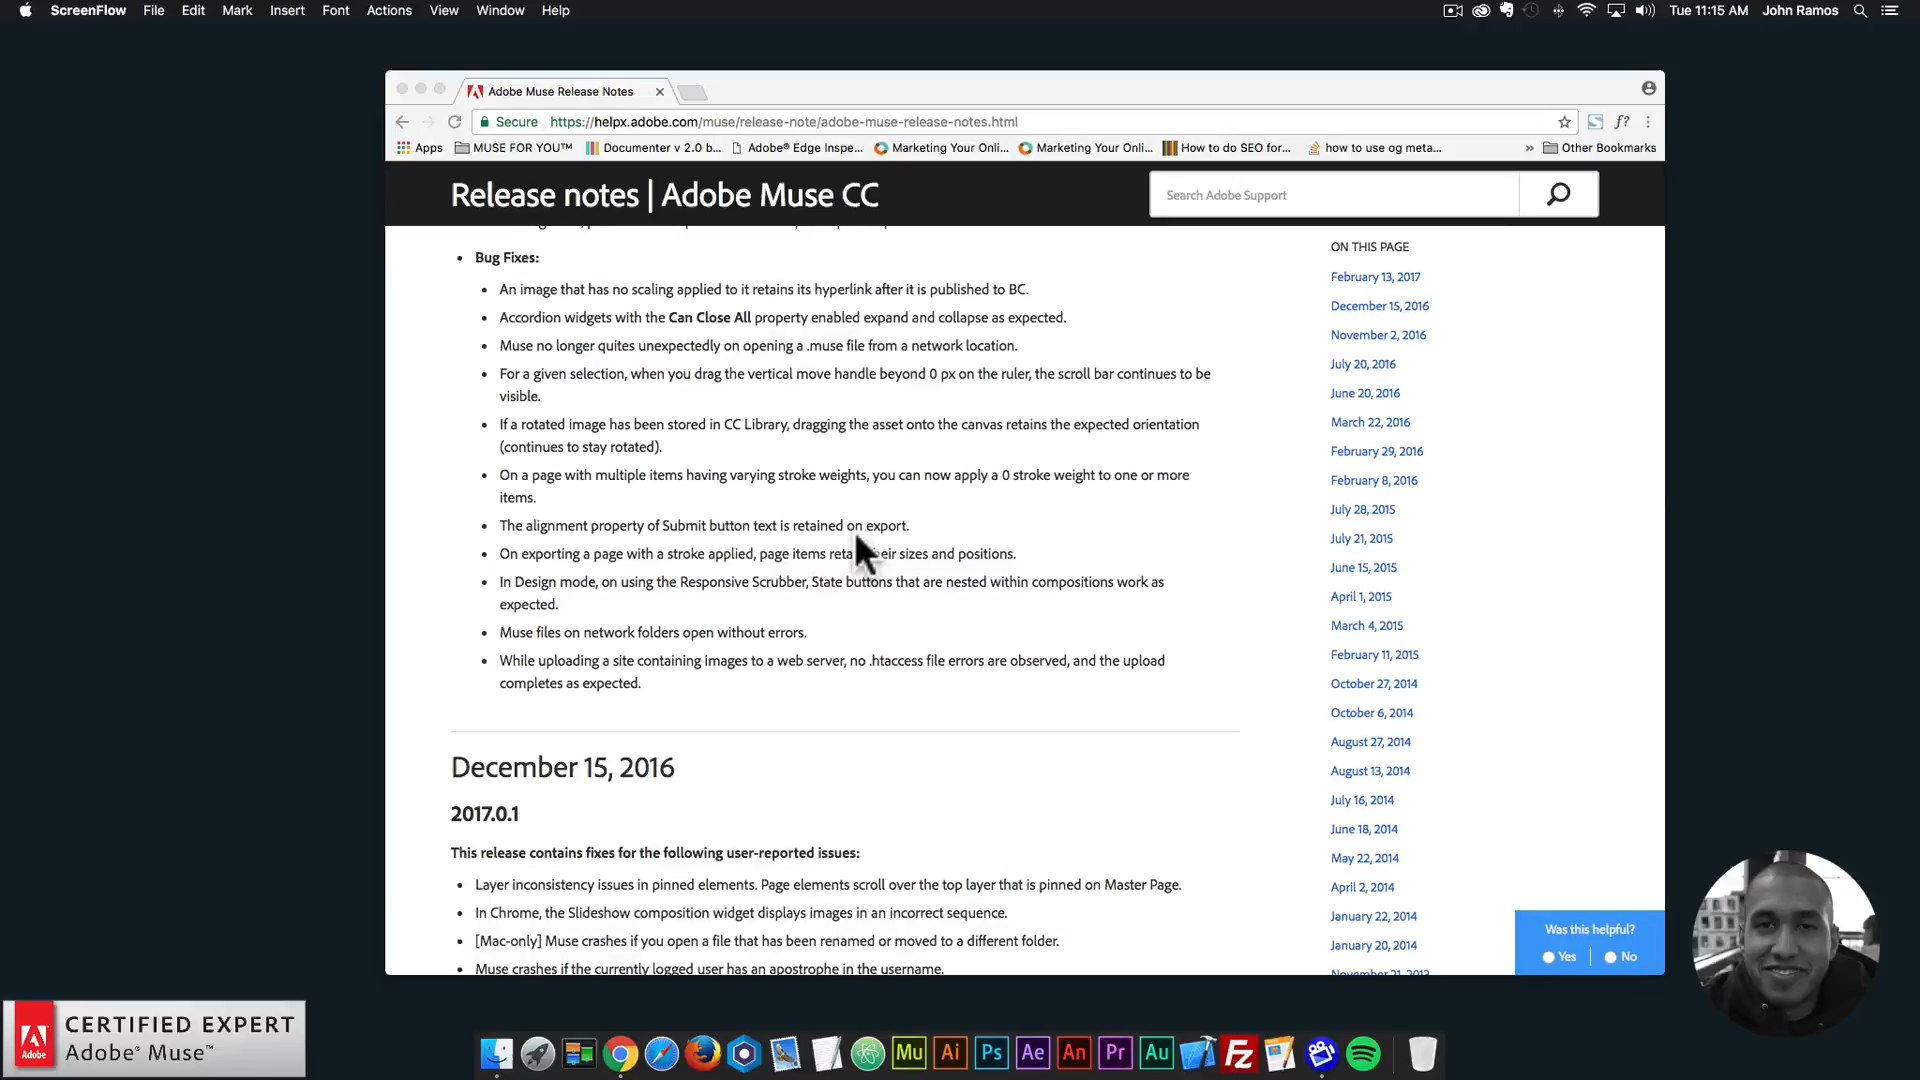 ScreenFlow File Edit Mark Insert Font Actions View Window Help Tue 11:15 AM John Ramos
Adobe Muse Release Notes
Secure https://helpx.adobe.com/muse/release-note/adobe-muse-release-notes.html
Apps MUSE FOR YOU™ Documenter v 2.0 b... Adobe® Edge Inspe... Marketing Your Onli... Marketing Your Onli... How to do SEO for... how to use og meta... » Other Bookmarks
Release notes | Adobe Muse CC
Search Adobe Support
• Bug Fixes:
• An image that has no scaling applied to it retains its hyperlink after it is published to BC.
• Accordion widgets with the Can Close All property enabled expand and collapse as expected.
• Muse no longer quites unexpectedly on opening a .muse file from a network location.
• For a given selection, when you drag the vertical move handle beyond 0 px on the ruler, the scroll bar continues to be
visible.
• If a rotated image has been stored in CC Library, dragging the asset onto the canvas retains the expected orientation
(continues to stay rotated).
• On a page with multiple items having varying stroke weights, you can now apply a 0 stroke weight to one or more
items.
• The alignment property of Submit button text is retained on export.
• On exporting a page with a stroke applied, page items sizes and positions.
• In Design mode, on using the Responsive Scrubber, State buttons that are nested within compositions work as
expected.
• Muse files on network folders open without errors.
• While uploading a site containing images to a web server, no .htaccess file errors are observed, and the upload
completes as expected.
December 15, 2016
2017.0.1
This release contains fixes for the following user-reported issues:
• Layer inconsistency issues in pinned elements. Page elements scroll over the top layer that is pinned on Master Page.
• In Chrome, the Slideshow composition widget displays images in an incorrect sequence.
• [Mac-only] Muse crashes if you open a file that has been renamed or moved to a different folder.
• Muse crashes if the currently logged user has an apostrophe in the username.
ON THIS PAGE
February 13, 2017
December 15, 2016
November 2, 2016
July 20, 2016
June 20, 2016
March 22, 2016
February 29, 2016
February 8, 2016
July 28, 2015
July 21, 2015
June 15, 2015
April 1, 2015
March 4, 2015
February 11, 2015
October 27, 2014
October 6, 2014
August 27, 2014
August 13, 2014
July 16, 2014
June 18, 2014
May 22, 2014
April 2, 2014
January 22, 2014
January 20, 2014
November 21, 2013
Was this helpful?
Yes No
Adobe
CERTIFIED EXPERT
Adobe® Muse™
Mu Ai Ps Ae An Pr Au Fz